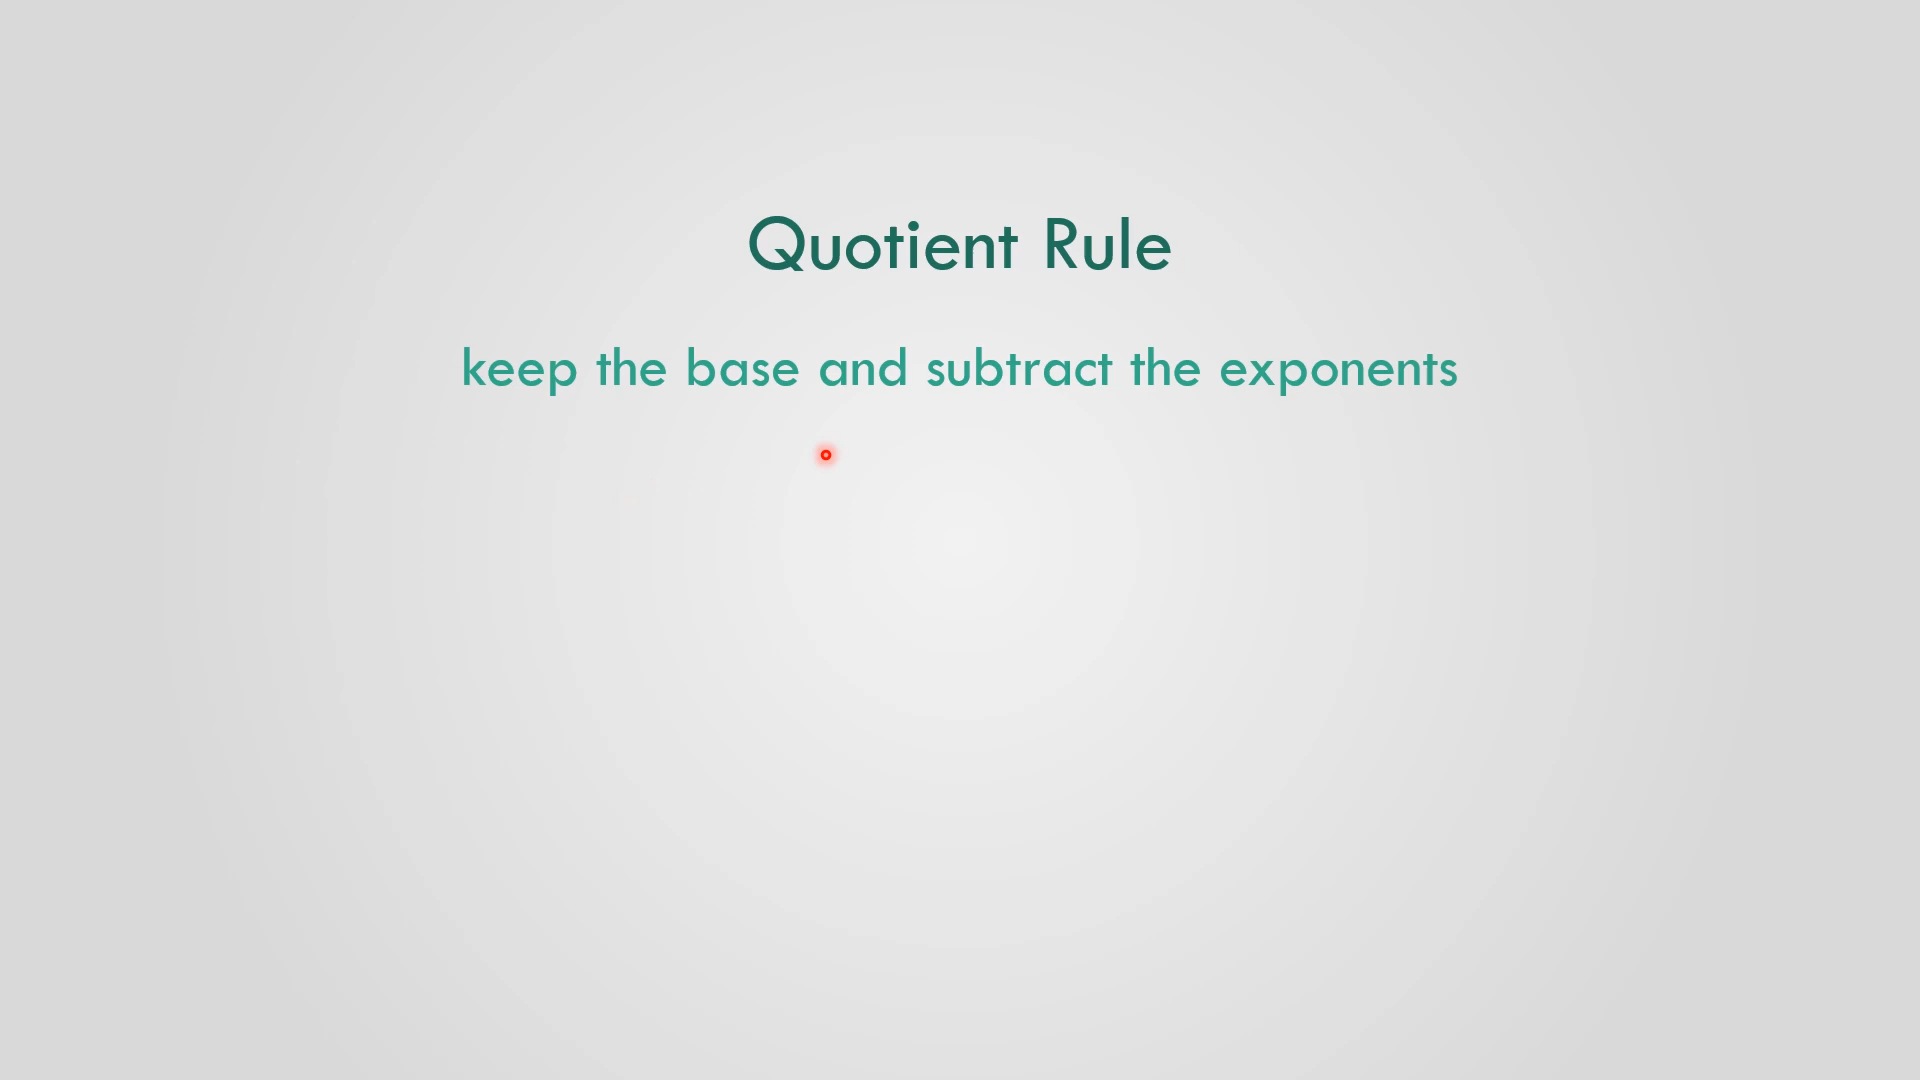 Quotient Rule
keep the base and subtract the exponents